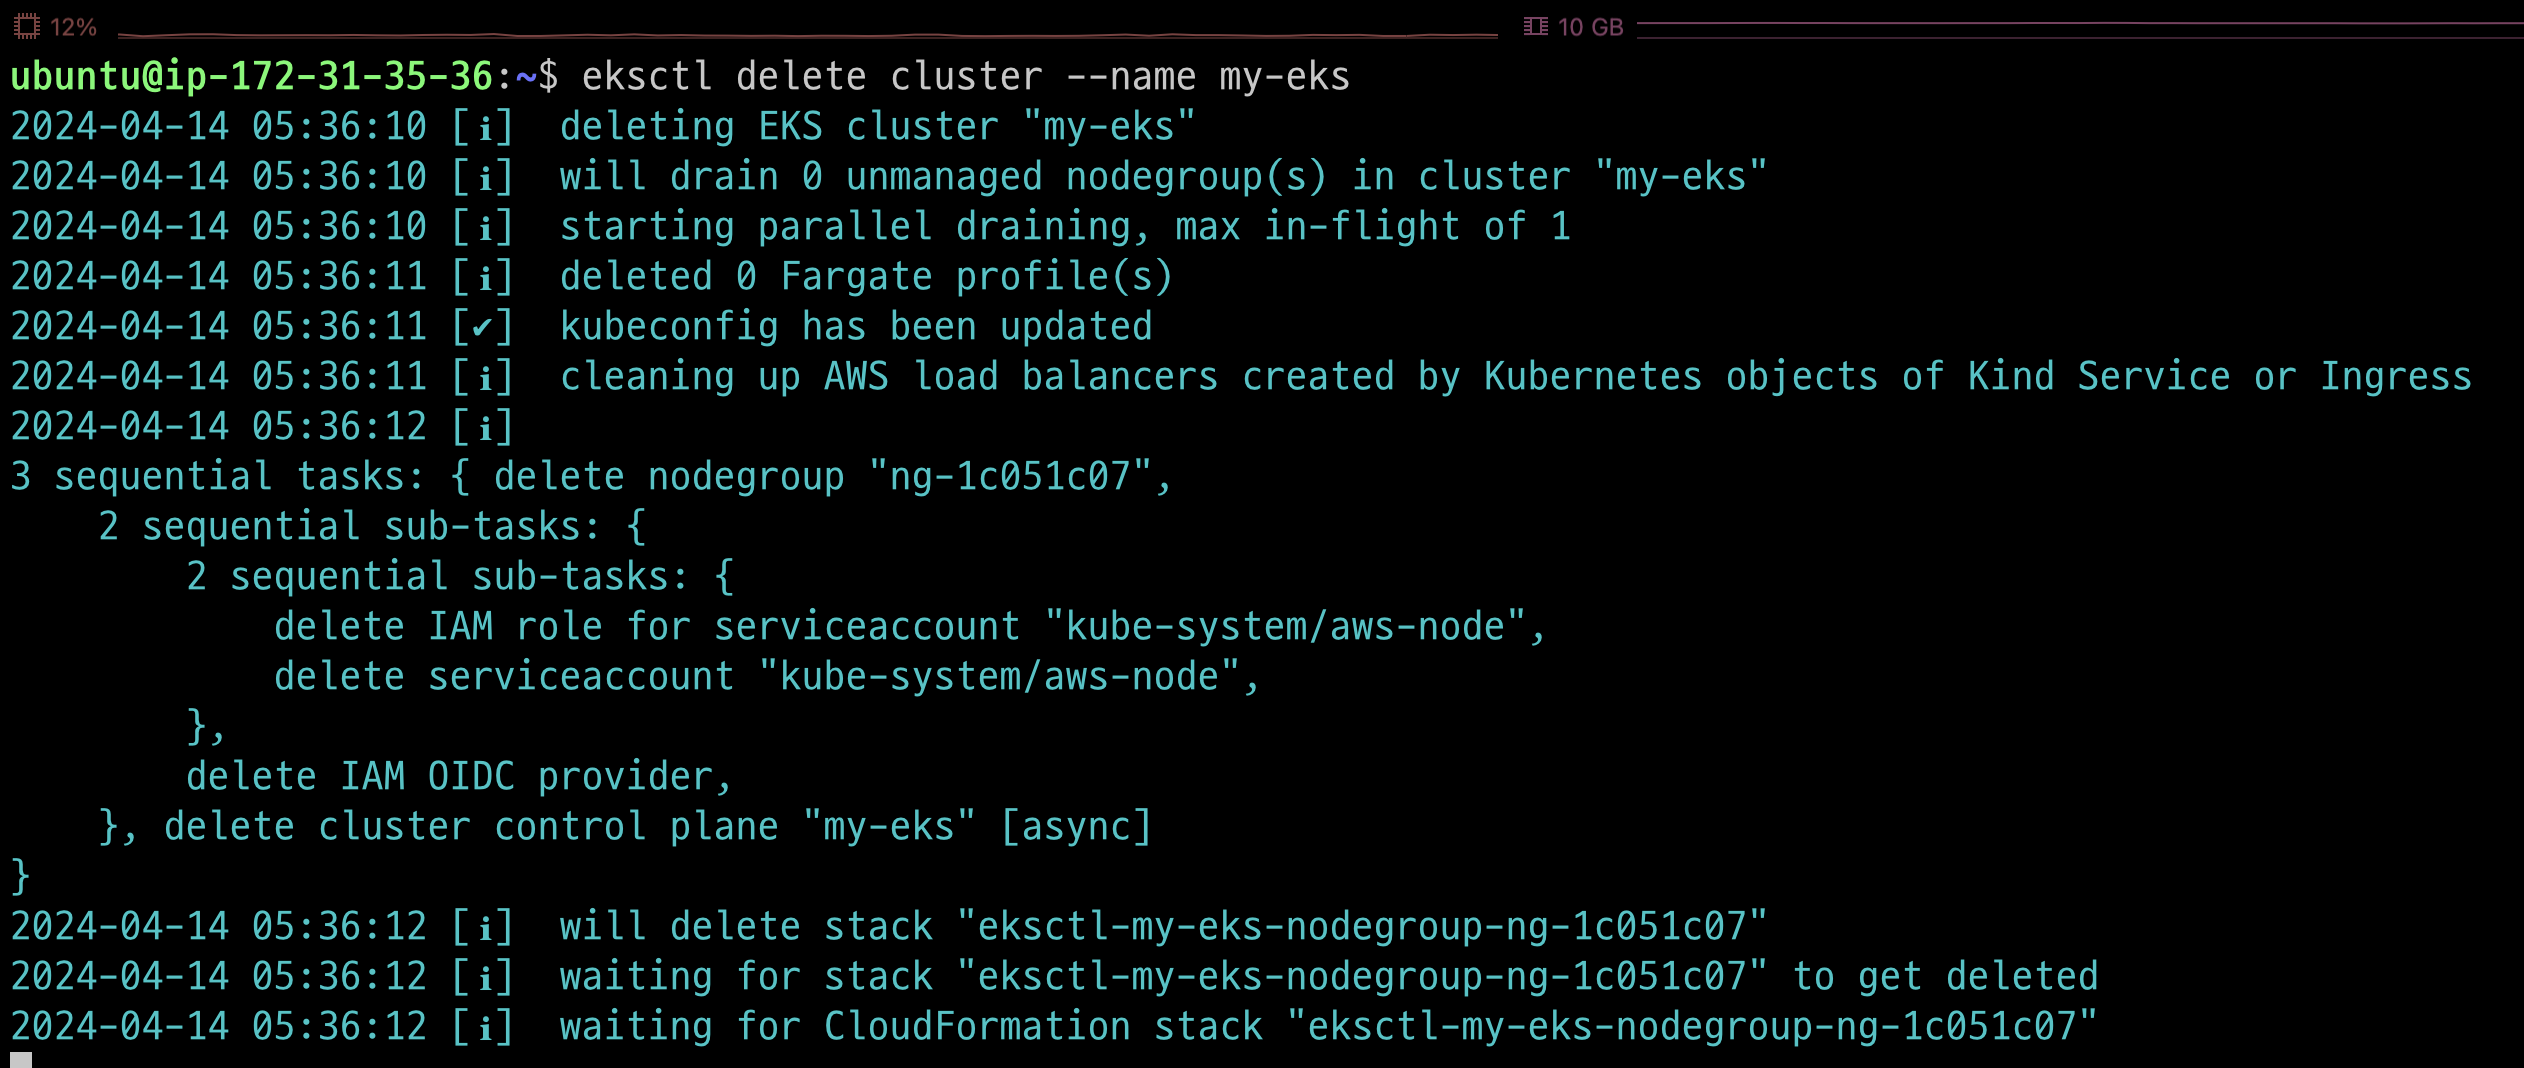 12% 10 GB
ubuntu@ip-172-31-35-36:~$ eksctl delete cluster --name my-eks
2024-04-14 05:36:10 [ℹ]  deleting EKS cluster "my-eks"
2024-04-14 05:36:10 [ℹ]  will drain 0 unmanaged nodegroup(s) in cluster "my-eks"
2024-04-14 05:36:10 [ℹ]  starting parallel draining, max in-flight of 1
2024-04-14 05:36:11 [ℹ]  deleted 0 Fargate profile(s)
2024-04-14 05:36:11 [✔]  kubeconfig has been updated
2024-04-14 05:36:11 [ℹ]  cleaning up AWS load balancers created by Kubernetes objects of Kind Service or Ingress
2024-04-14 05:36:12 [ℹ]
3 sequential tasks: { delete nodegroup "ng-1c051c07",
    2 sequential sub-tasks: {
        2 sequential sub-tasks: {
            delete IAM role for serviceaccount "kube-system/aws-node",
            delete serviceaccount "kube-system/aws-node",
        },
        delete IAM OIDC provider,
    }, delete cluster control plane "my-eks" [async]
}
2024-04-14 05:36:12 [ℹ]  will delete stack "eksctl-my-eks-nodegroup-ng-1c051c07"
2024-04-14 05:36:12 [ℹ]  waiting for stack "eksctl-my-eks-nodegroup-ng-1c051c07" to get deleted
2024-04-14 05:36:12 [ℹ]  waiting for CloudFormation stack "eksctl-my-eks-nodegroup-ng-1c051c07"